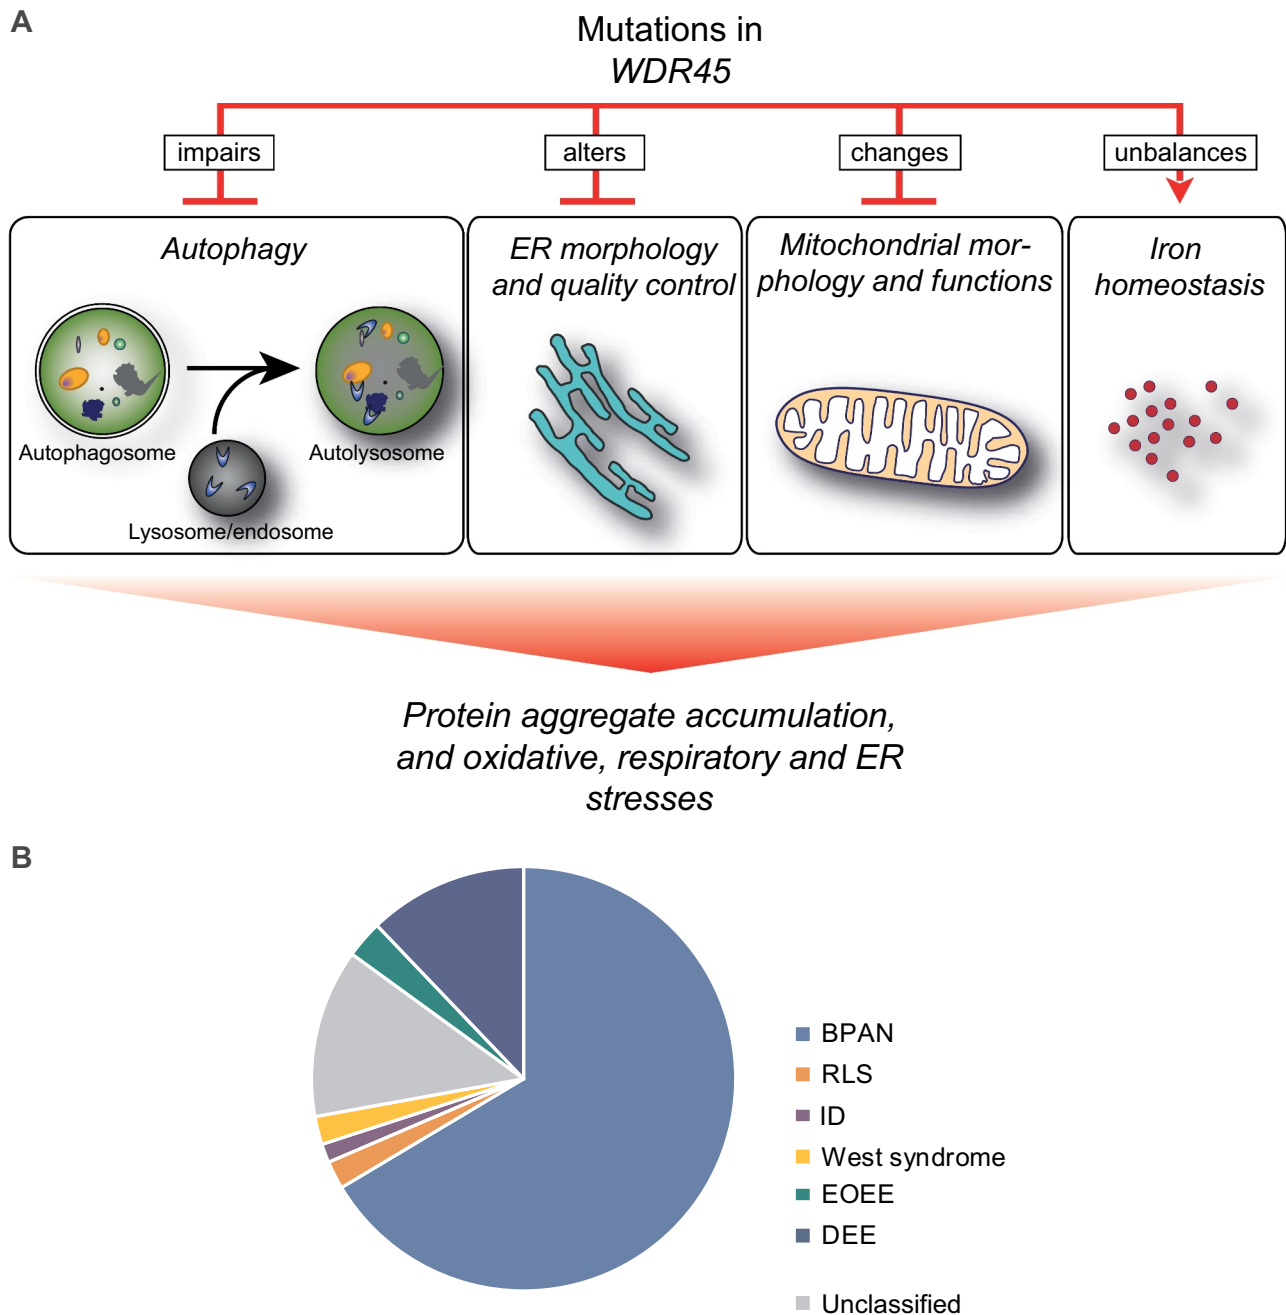 A
Mutations in
WDR45
impairs
alters
changes
unbalances
Autophagy
Autophagosome
Autolysosome
Lysosome/endosome
ER morphology
and quality control
Mitochondrial mor-
phology and functions
Iron
homeostasis
Protein aggregate accumulation,
and oxidative, respiratory and ER
stresses
B
BPAN
RLS
ID
West syndrome
EOEE
DEE
Unclassified